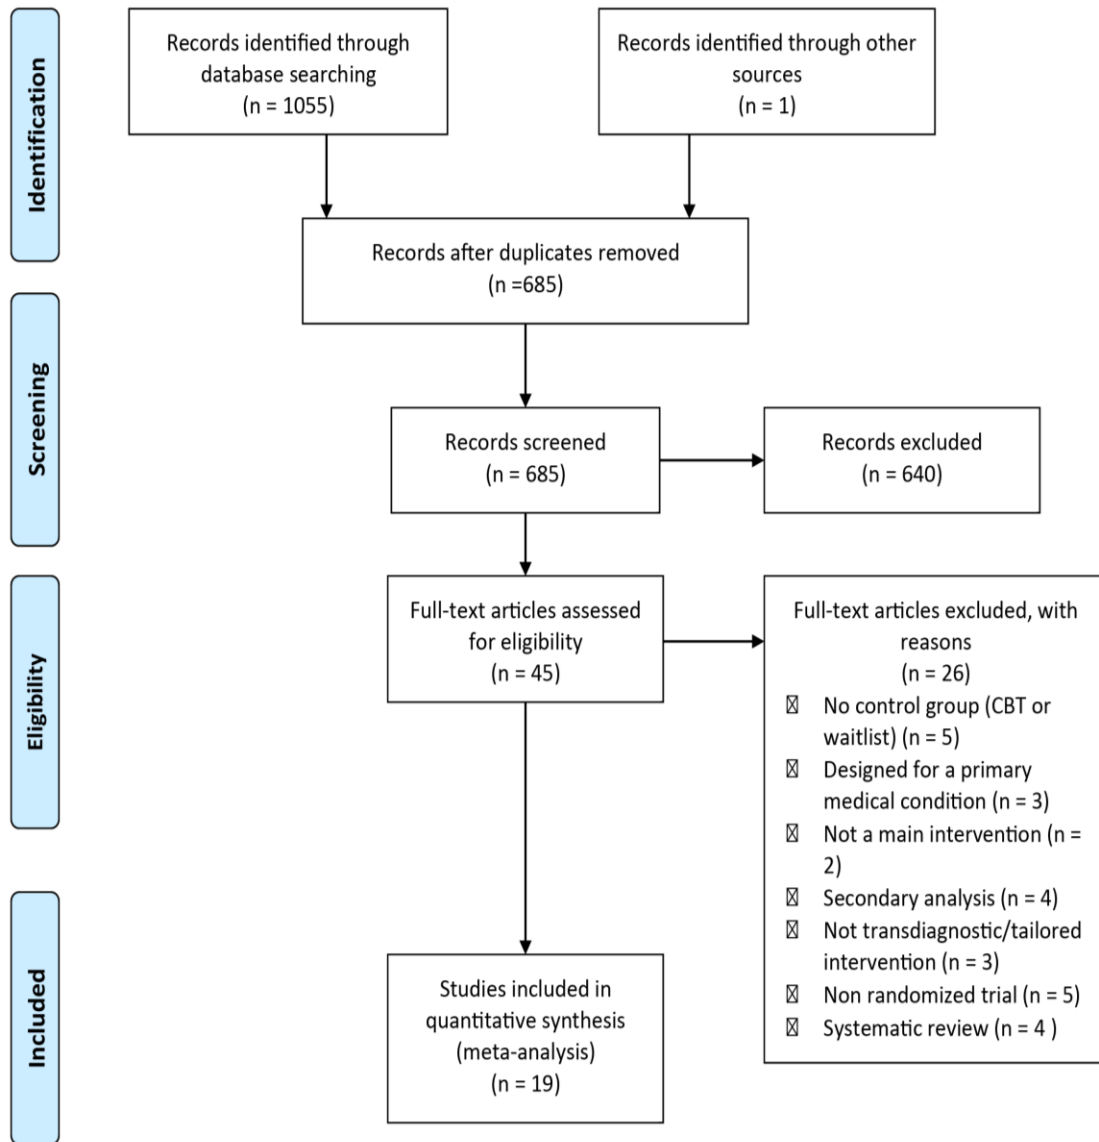 Identification
Records identified through
database searching
(n = 1055)
Records identified through other
sources
(n = 1)
Records after duplicates removed
(n =685)
Screening
Records screened
(n = 685)
Records excluded
(n = 640)
Eligibility
Full-text articles assessed
for eligibility
(n = 45)
Full-text articles excluded, with
reasons
(n = 26)
No control group (CBT or
waitlist) (n = 5)
Designed for a primary
medical condition (n = 3)
Not a main intervention (n =
2)
Secondary analysis (n = 4)
Not transdiagnostic/tailored
intervention (n = 3)
Non randomized trial (n = 5)
Systematic review (n = 4 )
Included
Studies included in
quantitative synthesis
(meta-analysis)
(n = 19)